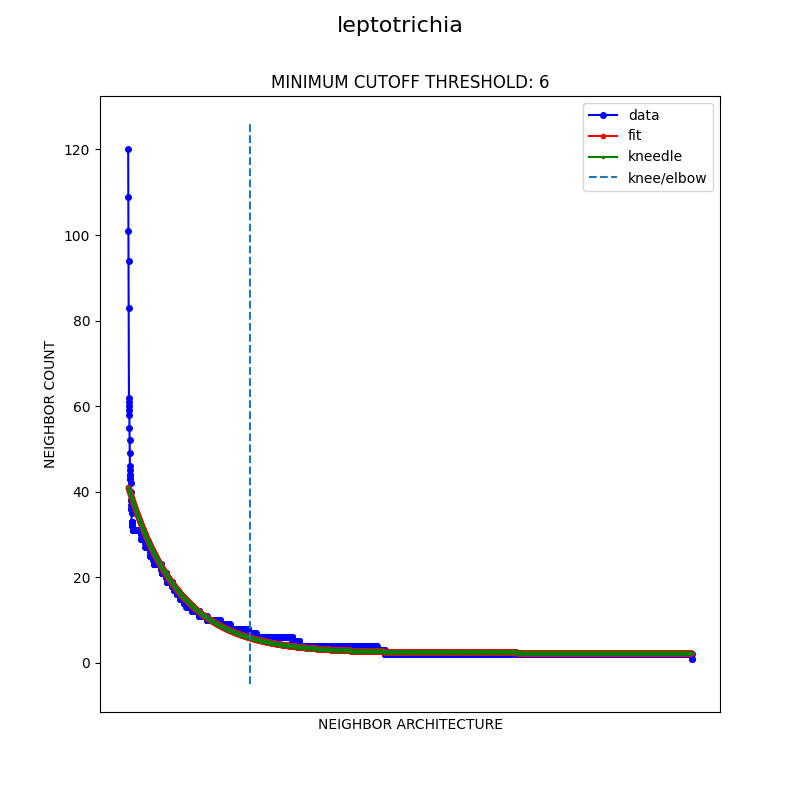 leptotrichia
MINIMUM CUTOFF THRESHOLD: 6
data
fit
kneedle
knee/elbow
120
100
80
60
40
20
0
NEIGHBOR COUNT
NEIGHBOR ARCHITECTURE